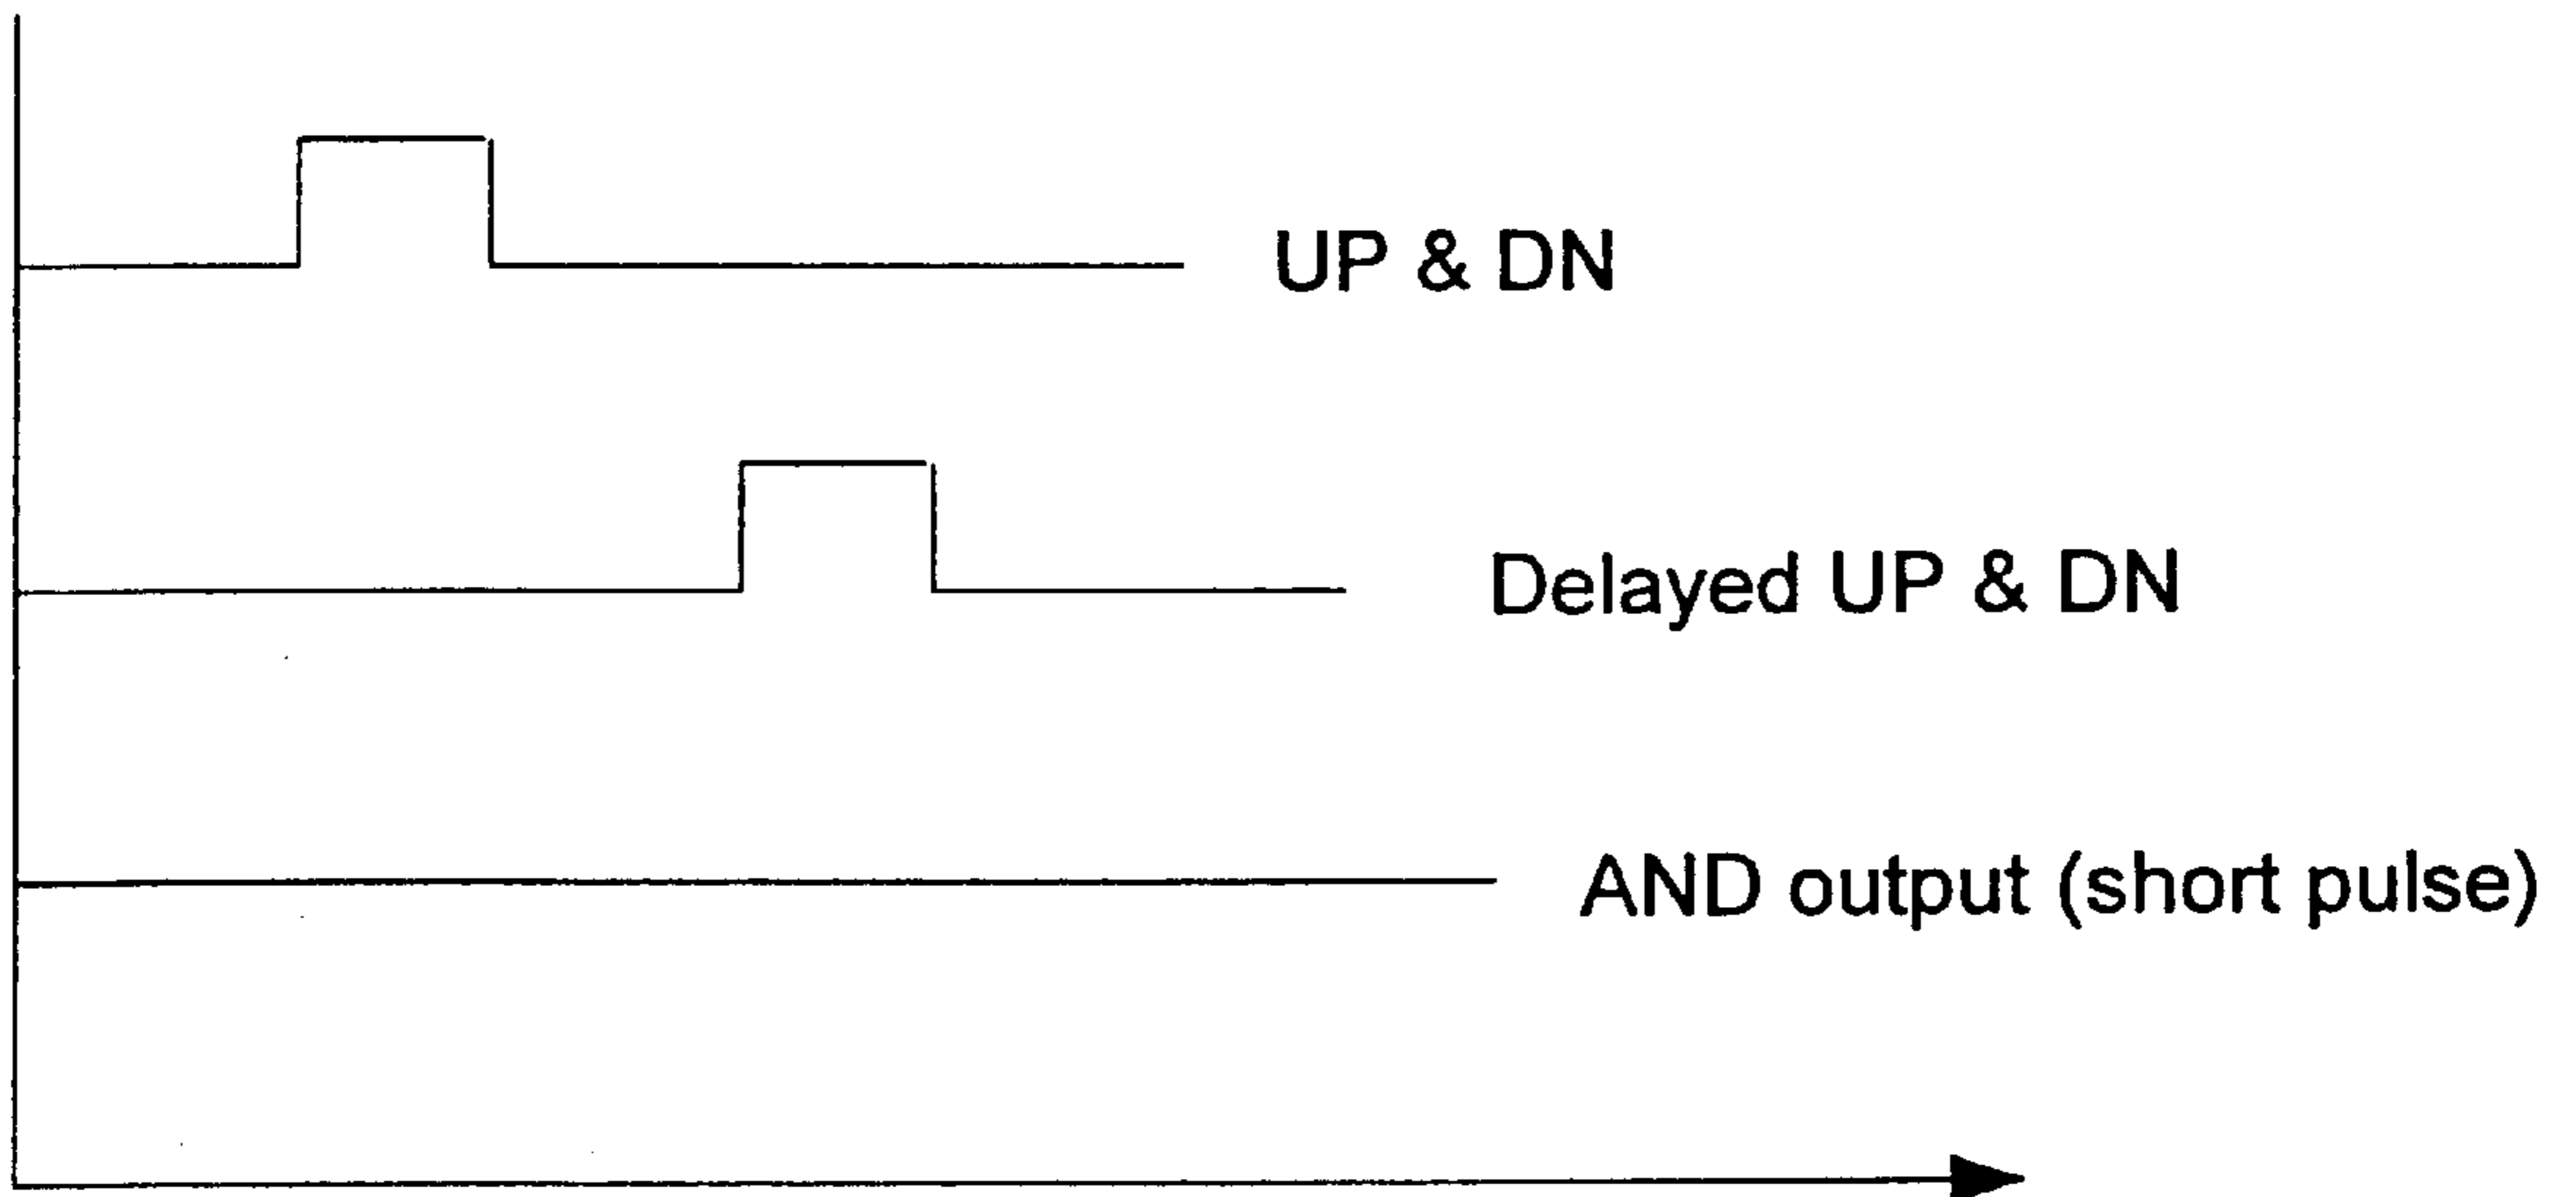 UP & DN
Delayed UP & DN
AND output (short pulse)